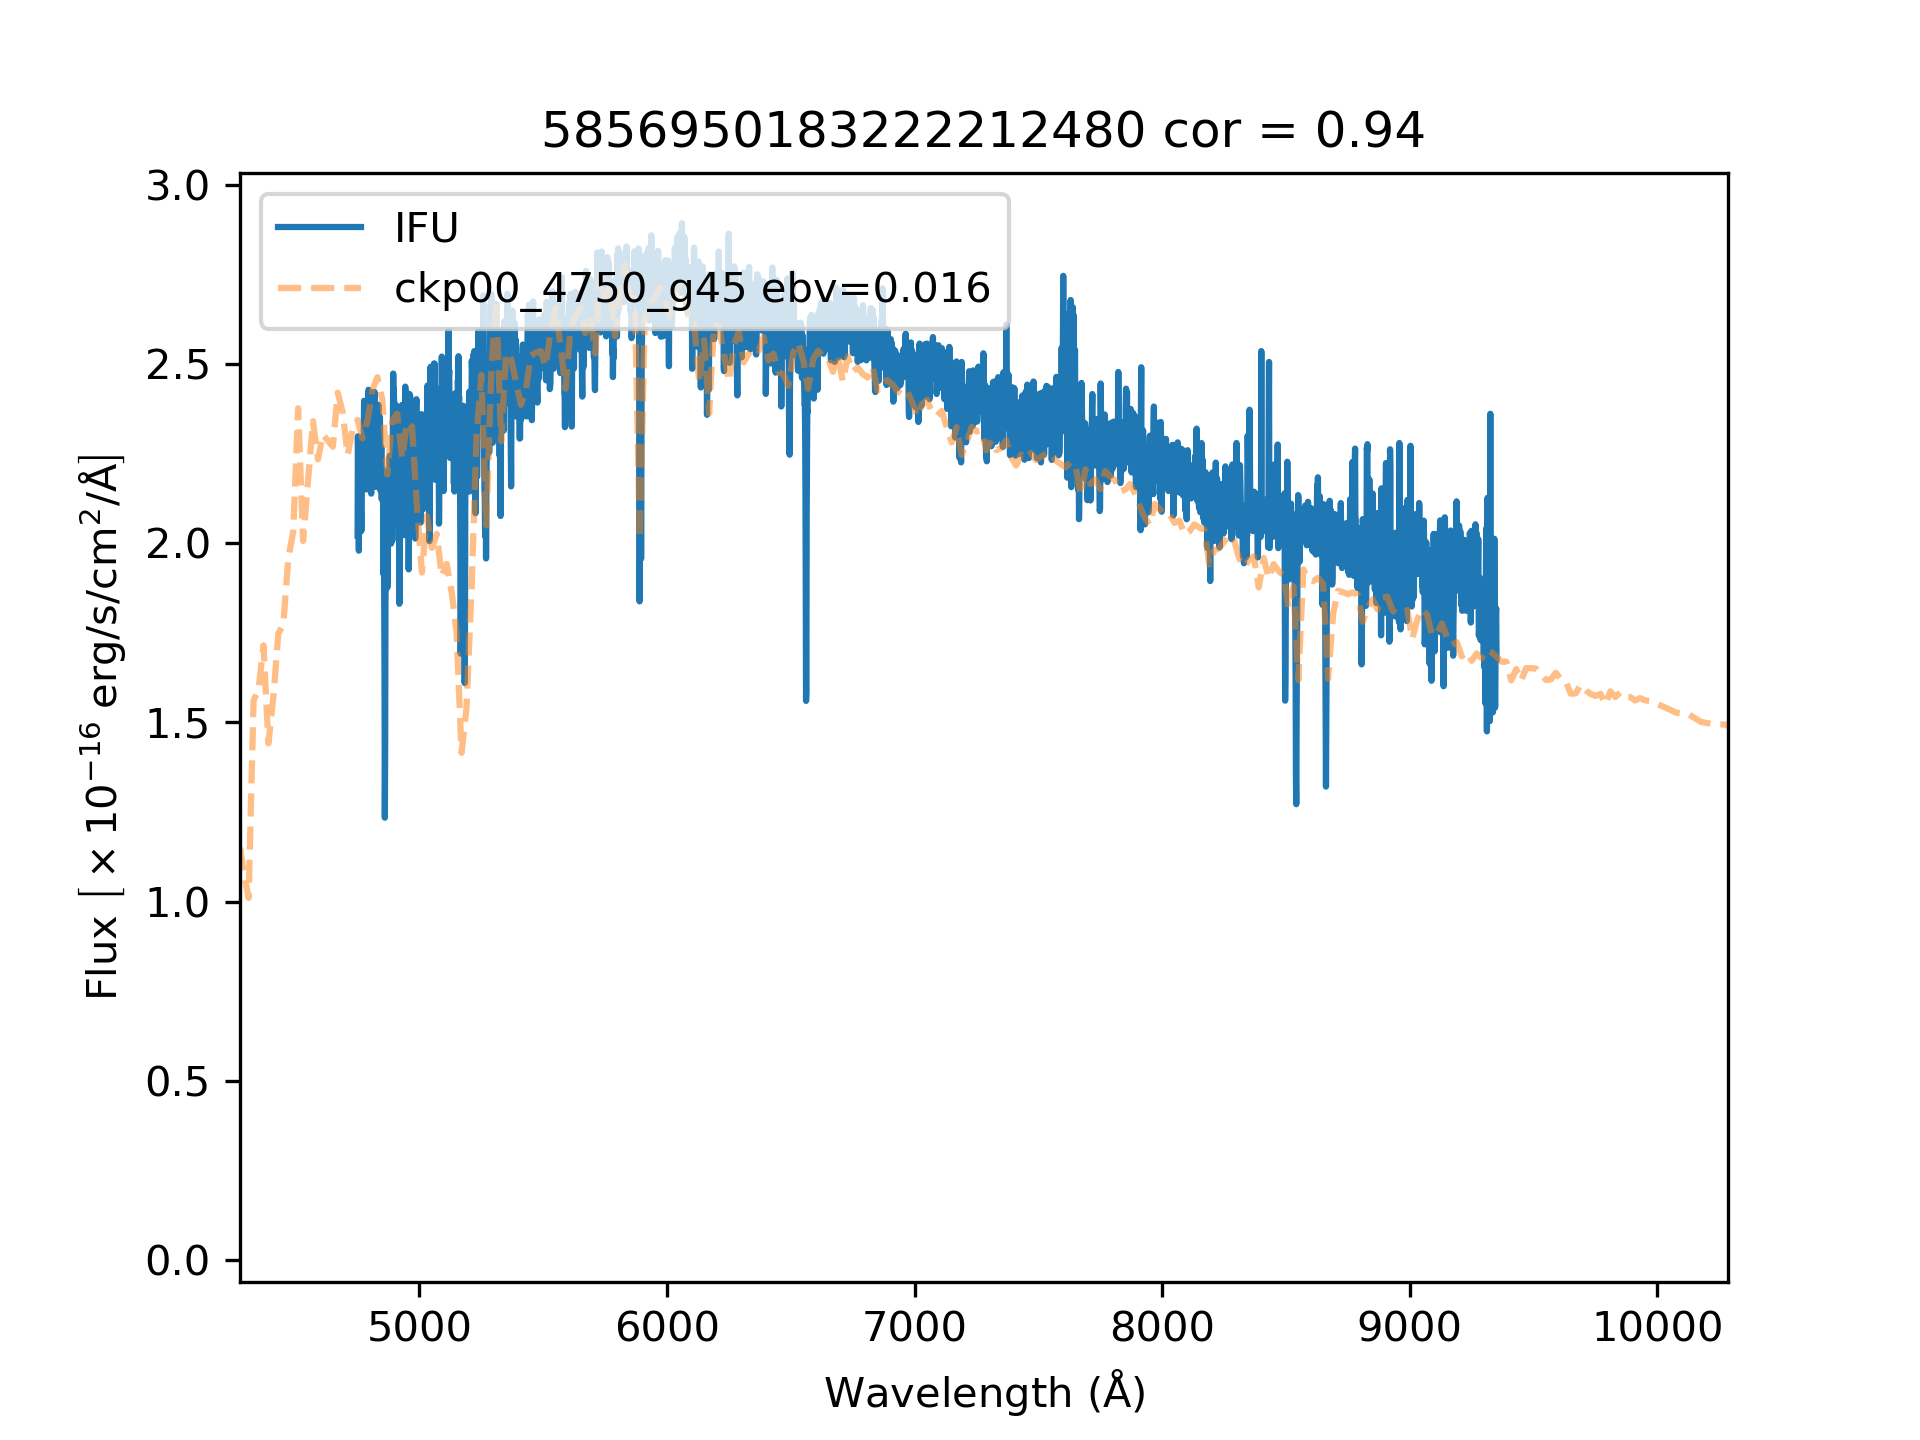 5856950183222212480 cor = 0.94
IFU
ckp00_4750_g45 ebv=0.016
Flux [×10⁻¹⁶ erg/s/cm²/Å]
3.0
2.5
2.0
1.5
1.0
0.5
0.0
5000 6000 7000 8000 9000 10000
Wavelength (Å)